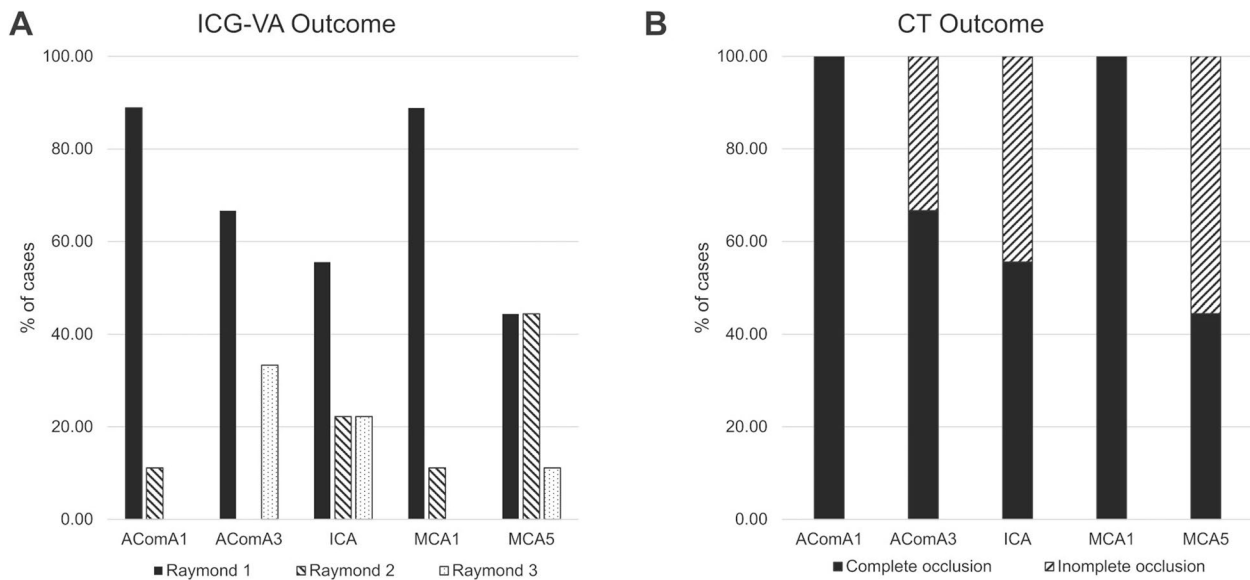 A
ICG-VA Outcome
% of cases
100.00
80.00
60.00
40.00
20.00
0.00
AComA1 AComA3 ICA MCA1 MCA5
Raymond 1 Raymond 2 Raymond 3
B
CT Outcome
% of cases
100.00
80.00
60.00
40.00
20.00
0.00
AComA1 AComA3 ICA MCA1 MCA5
Complete occlusion Inomplete occlusion